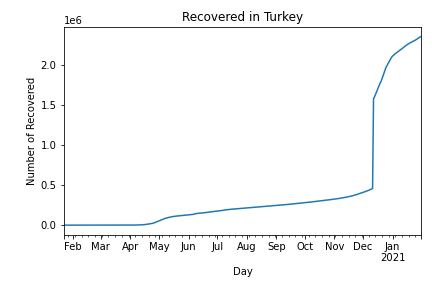 Recovered in Turkey
1e6
2.0
1.5
1.0
0.5
0.0
Number of Recovered
Feb Mar Apr May Jun Jul Aug Sep Oct Nov Dec Jan
2021
Day